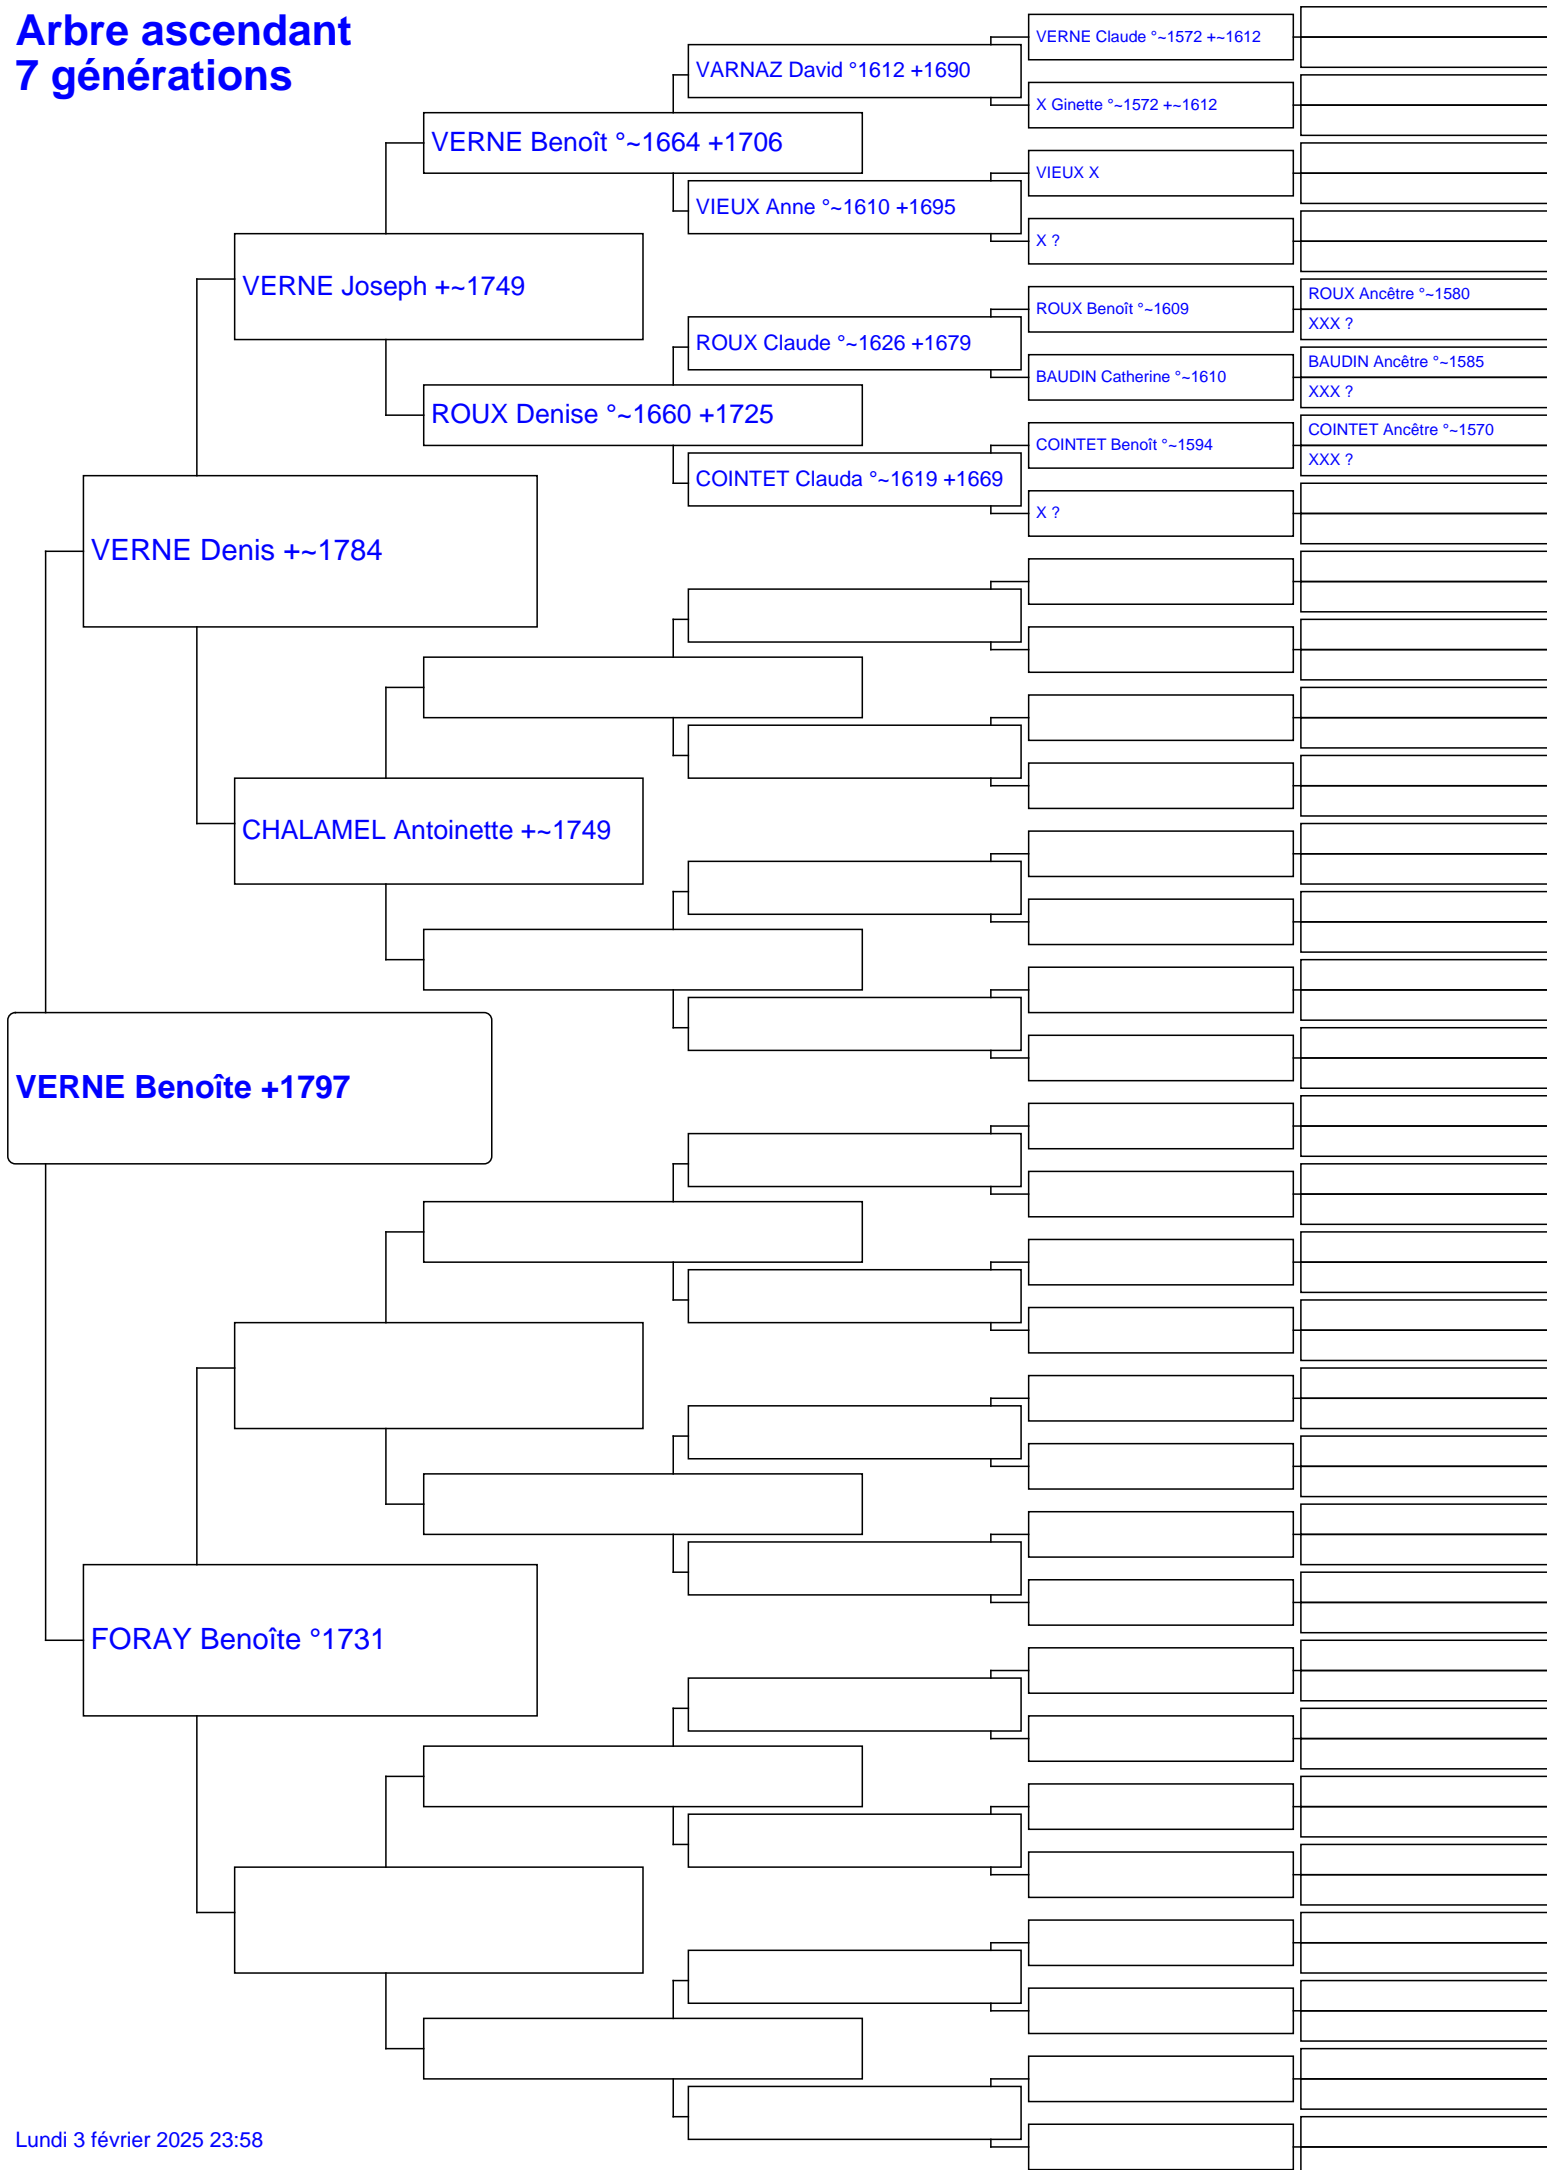 Arbre ascendant
7 générations
VERNE Claude °~1572 +~1612
VARNAZ David °1612 +1690
X Ginette °~1572 +~1612
VERNE Benoît °~1664 +1706
VIEUX X
VIEUX Anne °~1610 +1695
X ?
VERNE Joseph +~1749
ROUX Ancêtre °~1580
ROUX Benoît °~1609
XXX ?
ROUX Claude °~1626 +1679
BAUDIN Ancêtre °~1585
BAUDIN Catherine °~1610
XXX ?
ROUX Denise °~1660 +1725
COINTET Ancêtre °~1570
COINTET Benoît °~1594
XXX ?
COINTET Clauda °~1619 +1669
X ?
VERNE Denis +~1784
CHALAMEL Antoinette +~1749
VERNE Benoîte +1797
FORAY Benoîte °1731
Lundi 3 février 2025 23:58